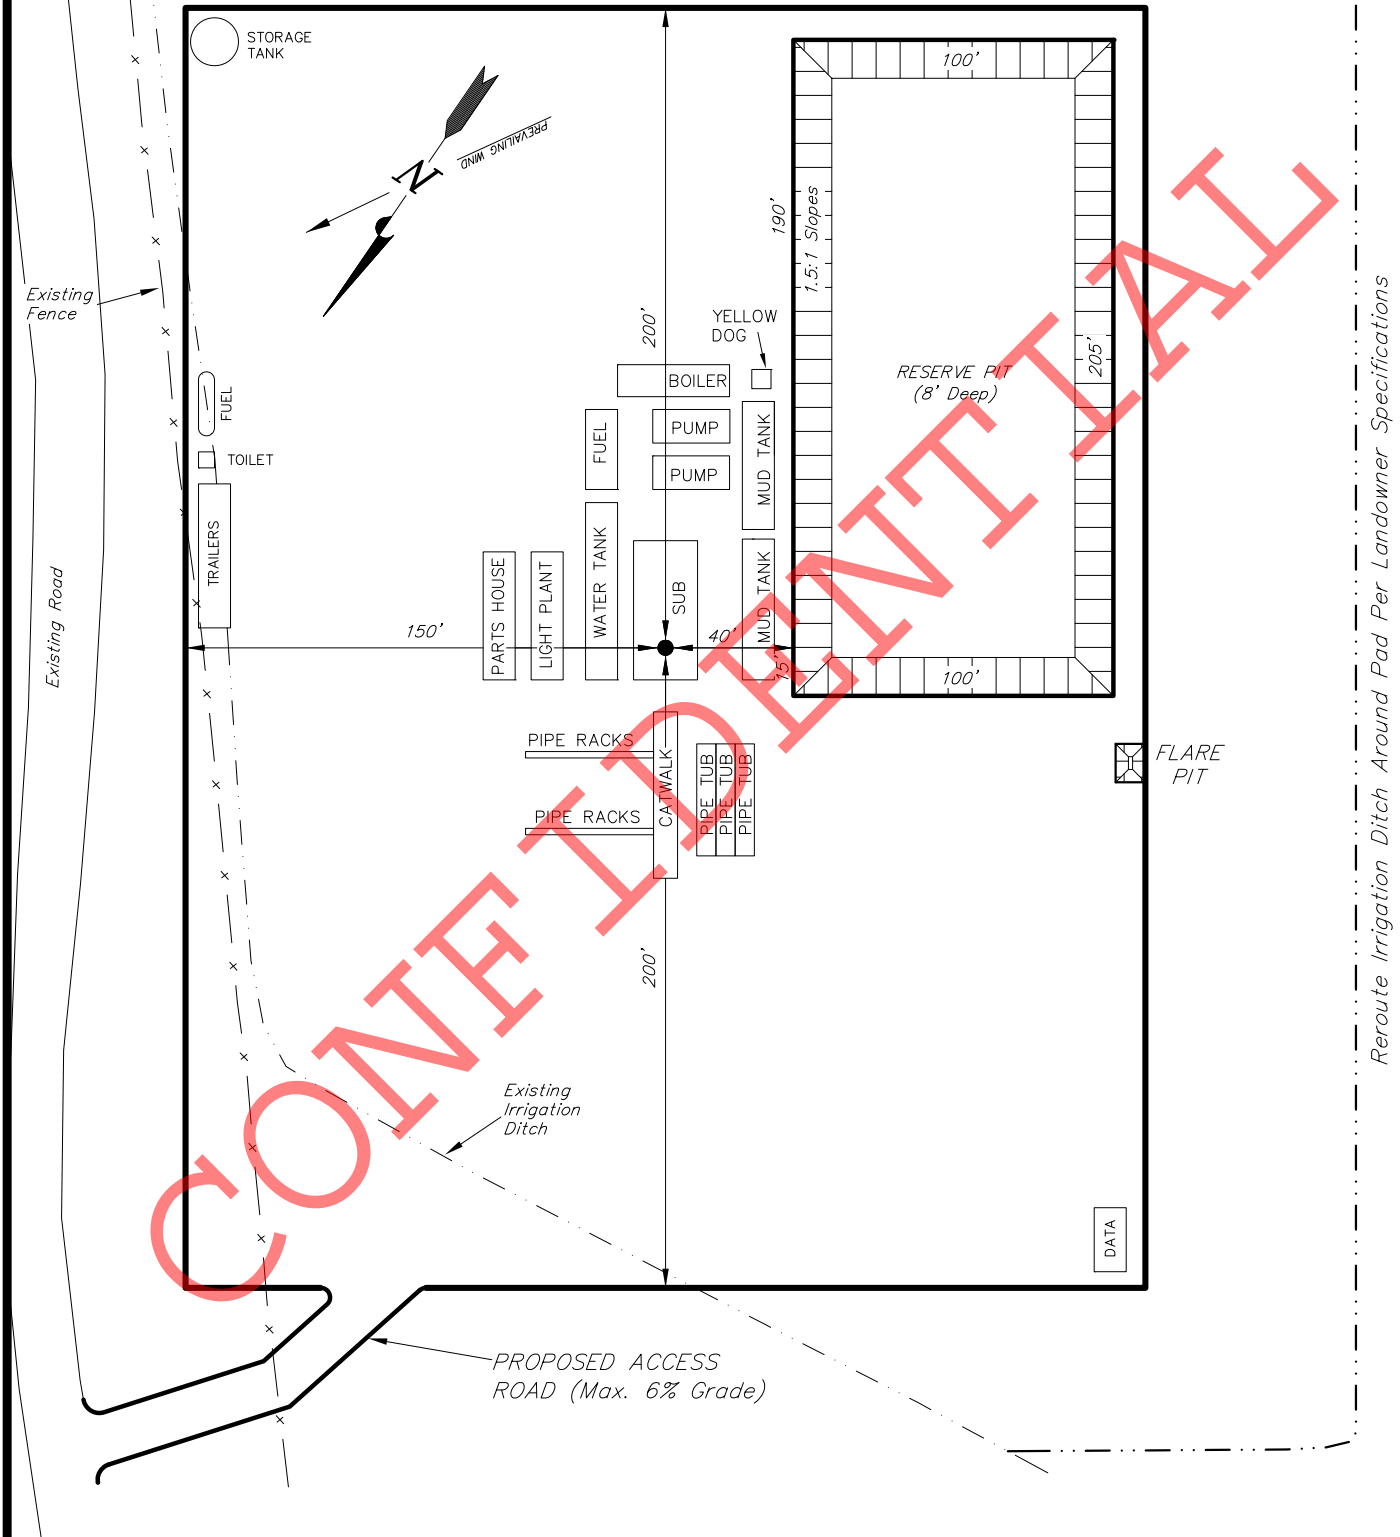 STORAGE
TANK
100'
PREVAILING WIND
N
190'
1.5:1 Slopes
Existing
Fence
200'
YELLOW
DOG
205'
RESERVE PIT
(8' Deep)
BOILER
FUEL
FUEL
PUMP
MUD TANK
TOILET
PUMP
TRAILERS
PARTS HOUSE
LIGHT PLANT
WATER TANK
SUB
MUD TANK
Existing Road
150'
40'
15'
100'
PIPE RACKS
CATWALK
PIPE TUB
PIPE TUB
PIPE TUB
FLARE
PIT
PIPE RACKS
200'
Existing
Irrigation
Ditch
DATA
PROPOSED ACCESS
ROAD (Max. 6% Grade)
Reroute Irrigation Ditch Around Pad Per Landowner Specifications
CONFIDENTIAL